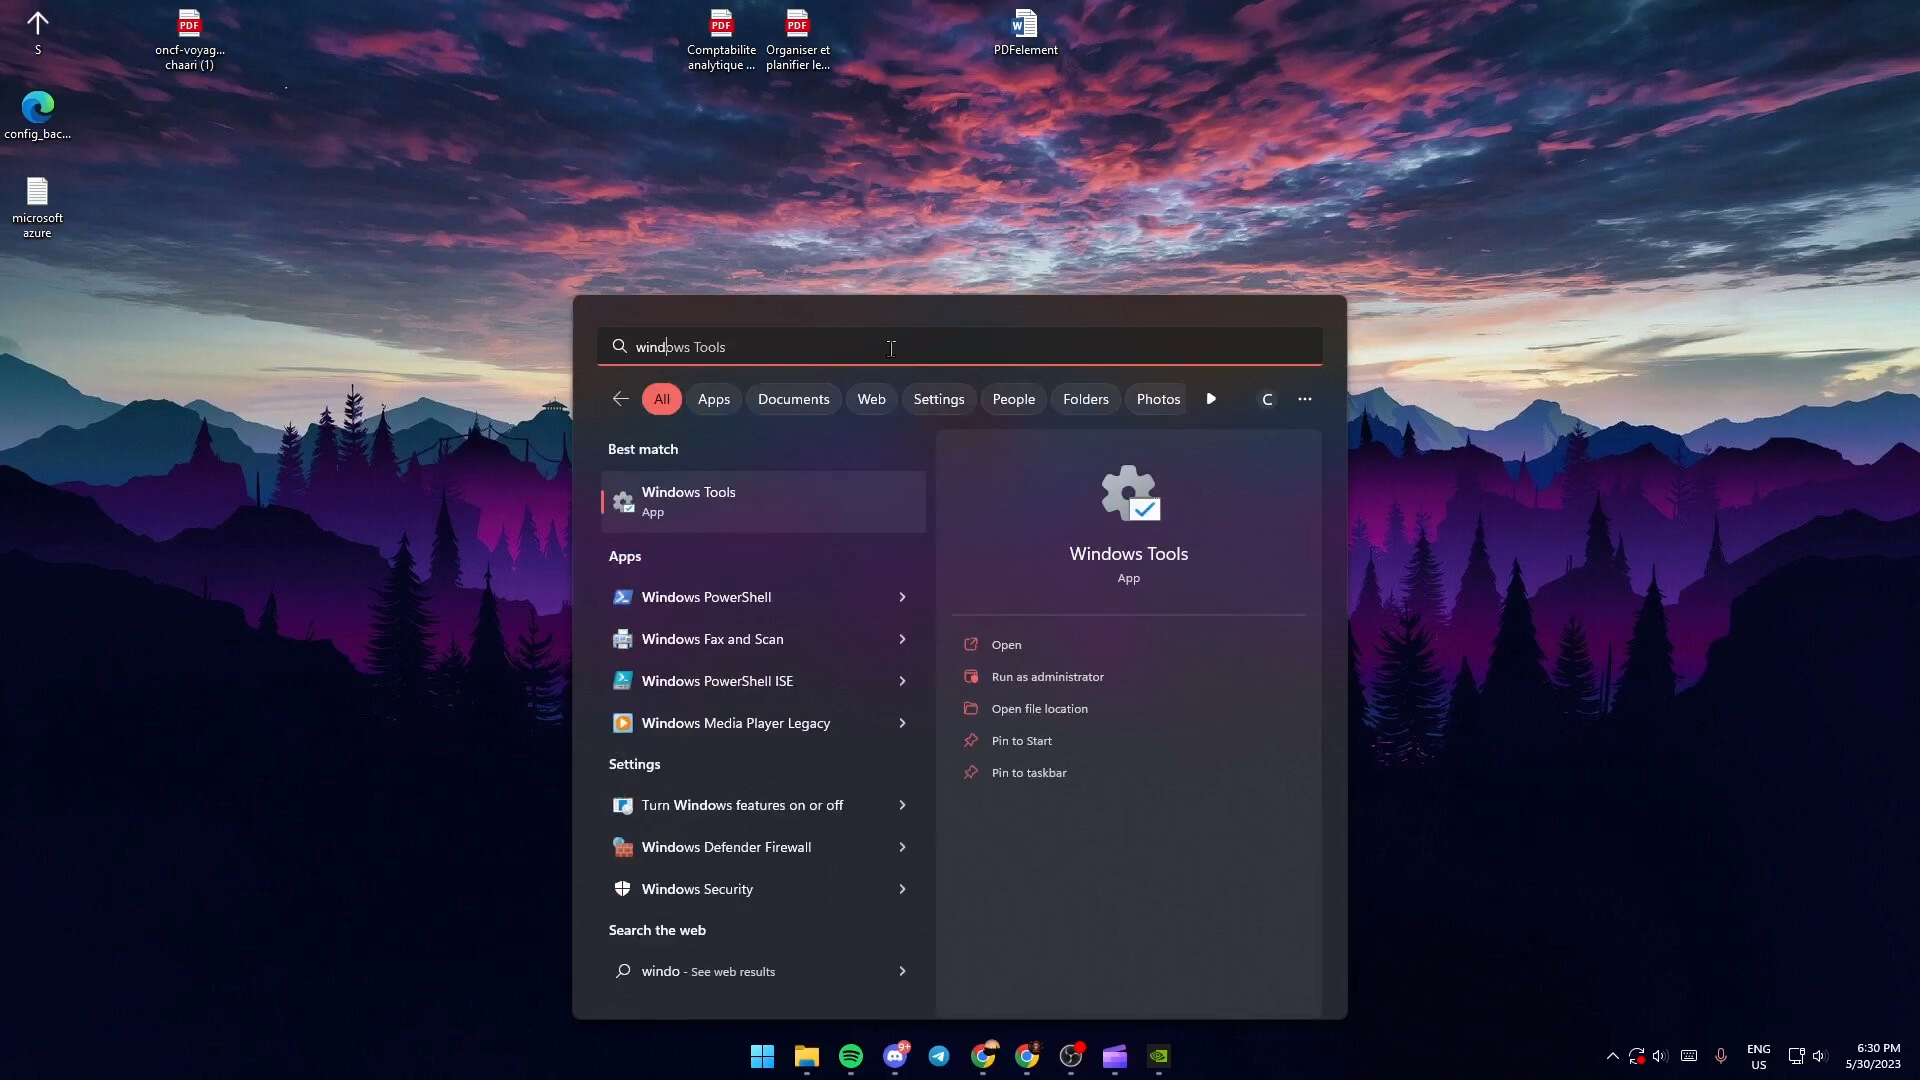 S
oncf-voyag...
chaari (1)
Comptabilite
analytique ...
Organiser et
planifier le...
PDFelement
config_bac...
microsoft
azure
windows Tools
All
Apps
Documents
Web
Settings
People
Folders
Photos
C
Best match
Windows Tools
App
Apps
Windows PowerShell
Windows Fax and Scan
Windows PowerShell ISE
Windows Media Player Legacy
Settings
Turn Windows features on or off
Windows Defender Firewall
Windows Security
Search the web
windo - See web results
Windows Tools
App
Open
Run as administrator
Open file location
Pin to Start
Pin to taskbar
9+
ENG
US
6:30 PM
5/30/2023